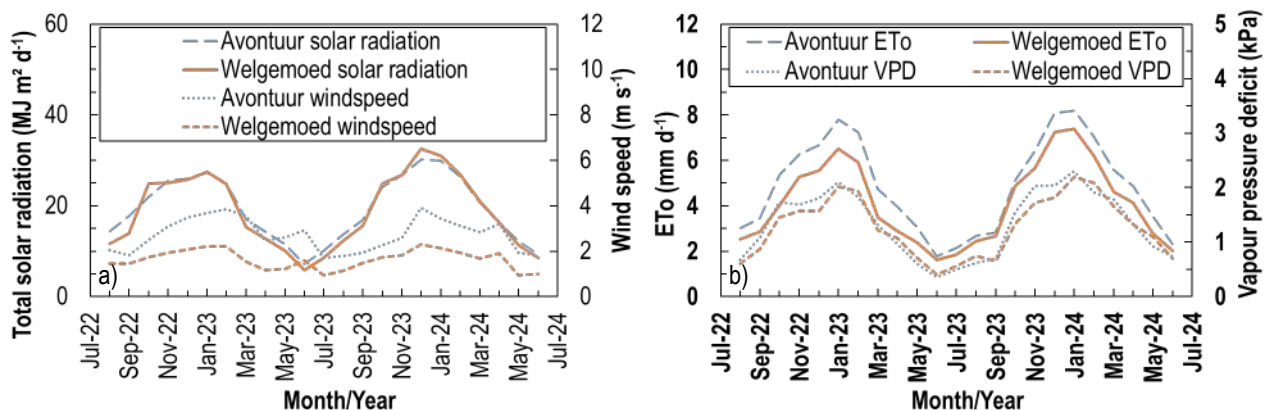 Total solar radiation (MJ m² d-¹)
60
50
40
30
20
10
0
Avontuur solar radiation
Welgemoed solar radiation
Avontuur windspeed
Welgemoed windspeed
a)
12
10
8
6
4
2
0
Wind speed (m s-¹)
Jul-22
Sep-22
Nov-22
Jan-23
Mar-23
May-23
Jul-23
Sep-23
Nov-23
Jan-24
Mar-24
May-24
Jul-24
Month/Year
ETo (mm d-¹)
12
10
8
6
4
2
0
Avontuur ETo Welgemoed ETo
Avontuur VPD Welgemoed VPD
b)
5
4
3
2
1
0
Vapour pressure deficit (kPa)
Jul-22
Sep-22
Nov-22
Jan-23
Mar-23
May-23
Jul-23
Sep-23
Nov-23
Jan-24
Mar-24
May-24
Jul-24
Month/Year